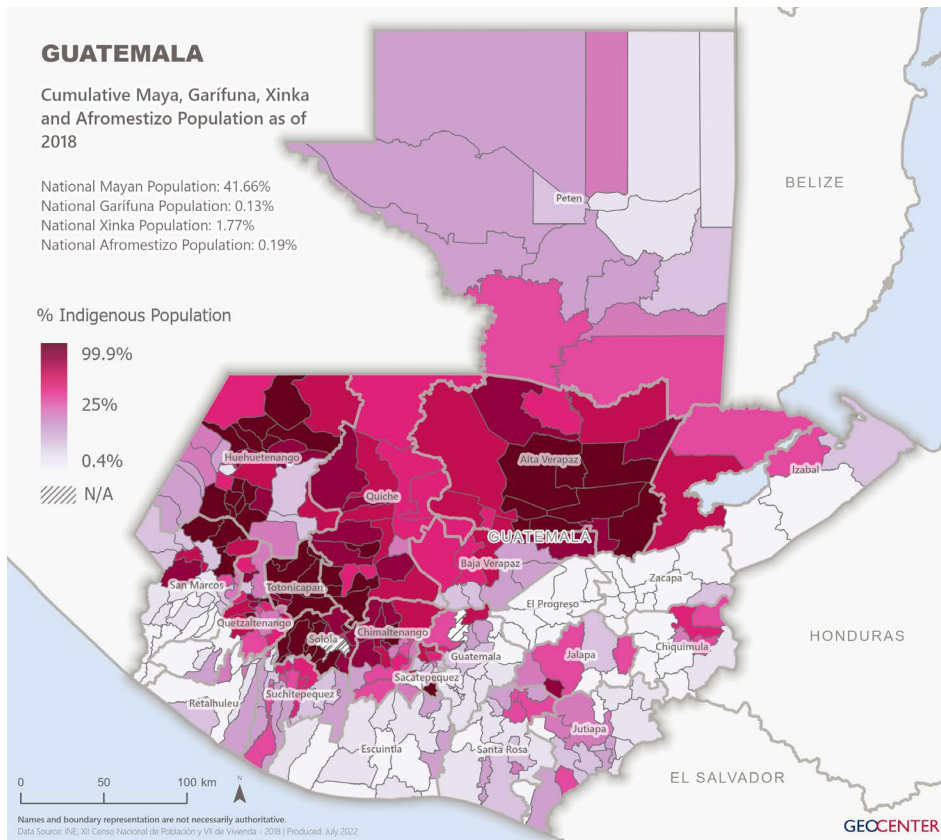 GUATEMALA
Cumulative Maya, Garífuna, Xinka
and Afromestizo Population as of
2018
National Mayan Population: 41.66%
National Garífuna Population: 0.13%
National Xinka Population: 1.77%
National Afromestizo Population: 0.19%
% Indigenous Population
99.9%
25%
0.4%
N/A
BELIZE
Peten
Huehuetenango
Alta Verapaz
Izabal
Quiche
GUATEMALA
Baja Verapaz
Zacapa
San Marcos
Totonicapan
El Progreso
Quetzaltenango
Solola
Chimaltenango
HONDURAS
Guatemala
Jalapa
Chiquimula
Sacatepequez
Suchitepequez
Retalhuleu
Jutiapa
Escuintla
Santa Rosa
EL SALVADOR
0 50 100 km
N
Names and boundary representation are not necessarily authoritative.
Data Source: INE, XII Censo Nacional de Población y VII de Vivienda - 2018 | Produced: July 2022
GEOCENTER